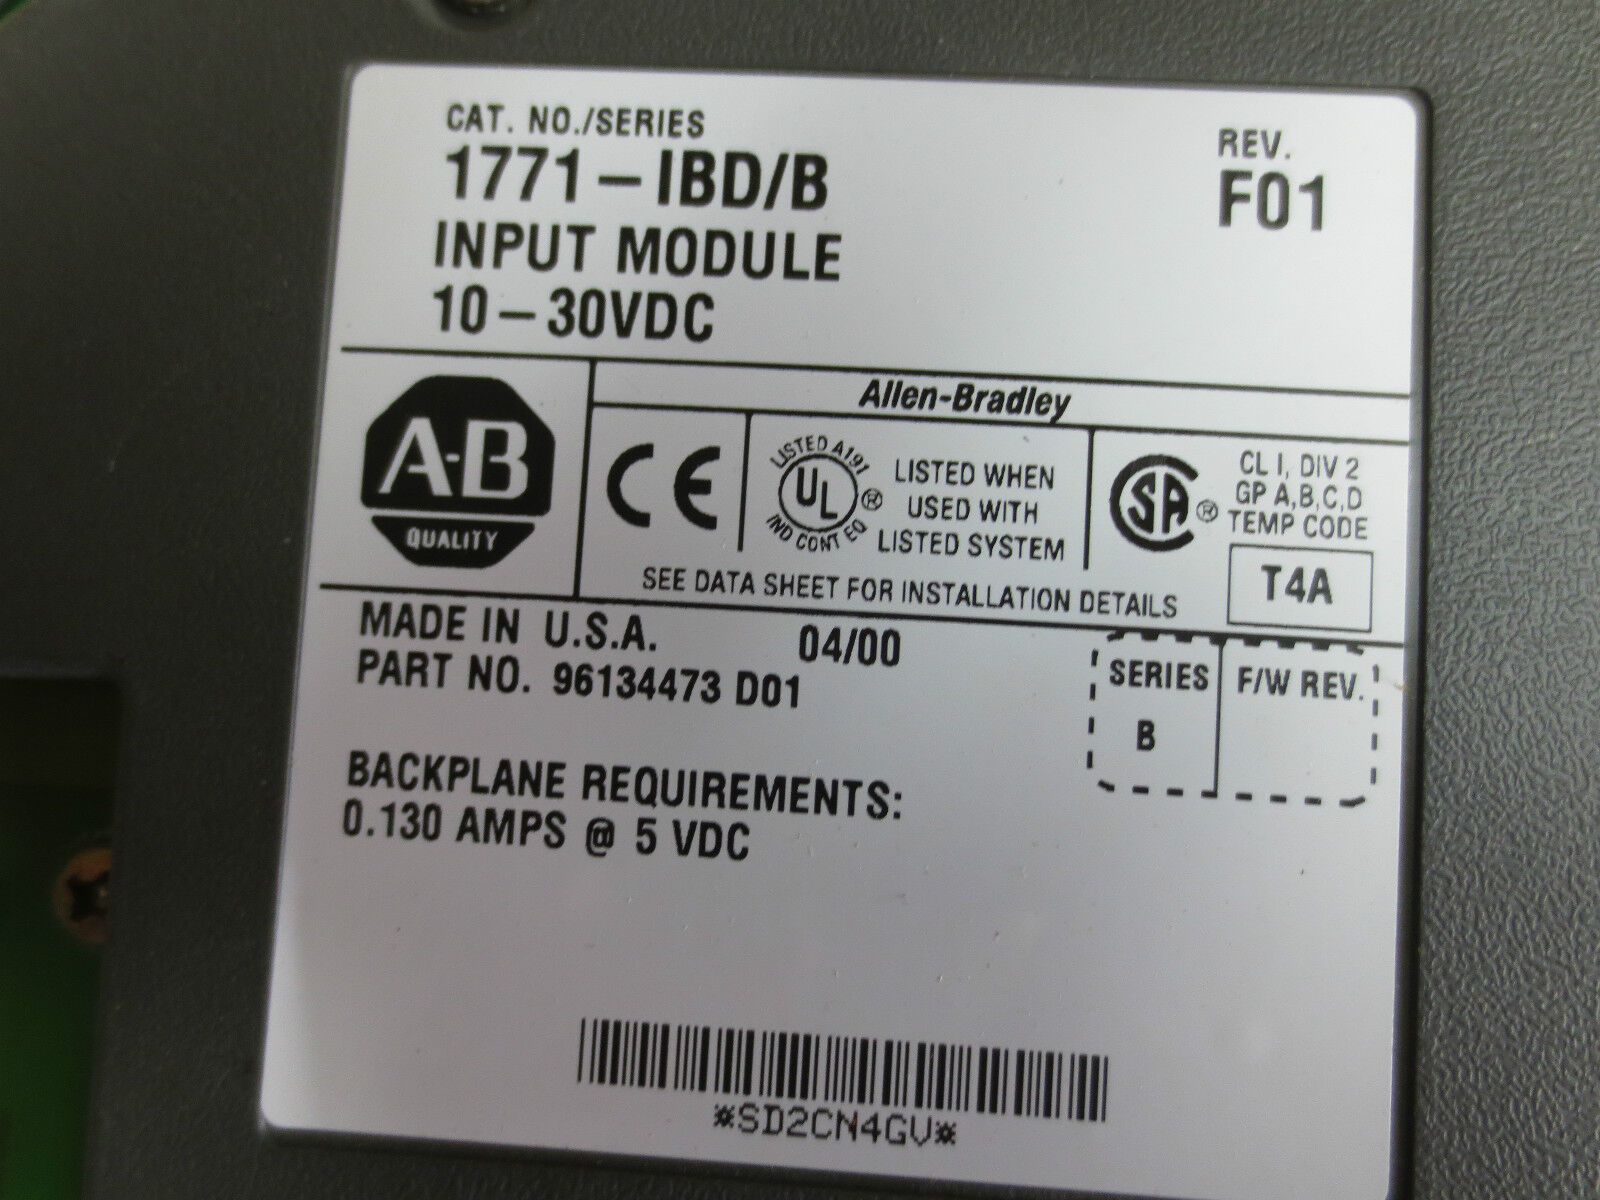 CAT. NO./SERIES
1771-IBD/B
INPUT MODULE
10-30VDC
REV.
F01
A-B
QUALITY
Allen-Bradley
CE
LISTED A191
UL
®
IND CONT EQ
LISTED WHEN
USED WITH
LISTED SYSTEM
SA
®
CL I, DIV 2
GP A,B,C,D
TEMP CODE
T4A
SEE DATA SHEET FOR INSTALLATION DETAILS
MADE IN U.S.A. 04/00
PART NO. 96134473 D01
SERIES
B
F/W REV.
BACKPLANE REQUIREMENTS:
0.130 AMPS @ 5 VDC
*SD2CN4GV*